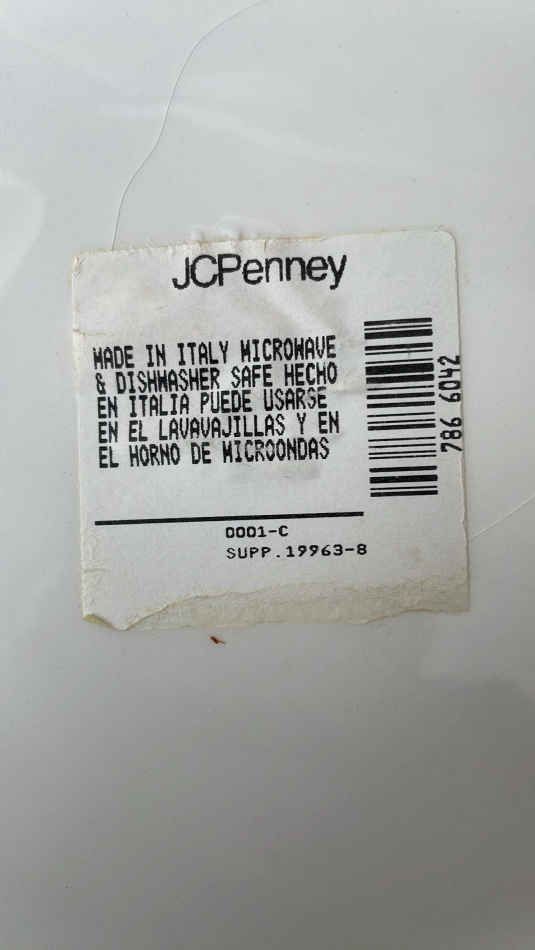 JCPenney
MADE IN ITALY MICROWAVE
& DISHWASHER SAFE HECHO
EN ITALIA PUEDE USARSE
EN EL LAVAVAJILLAS Y EN
EL HORNO DE MICROONDAS
786 6042
0001-C
SUPP.19963-8